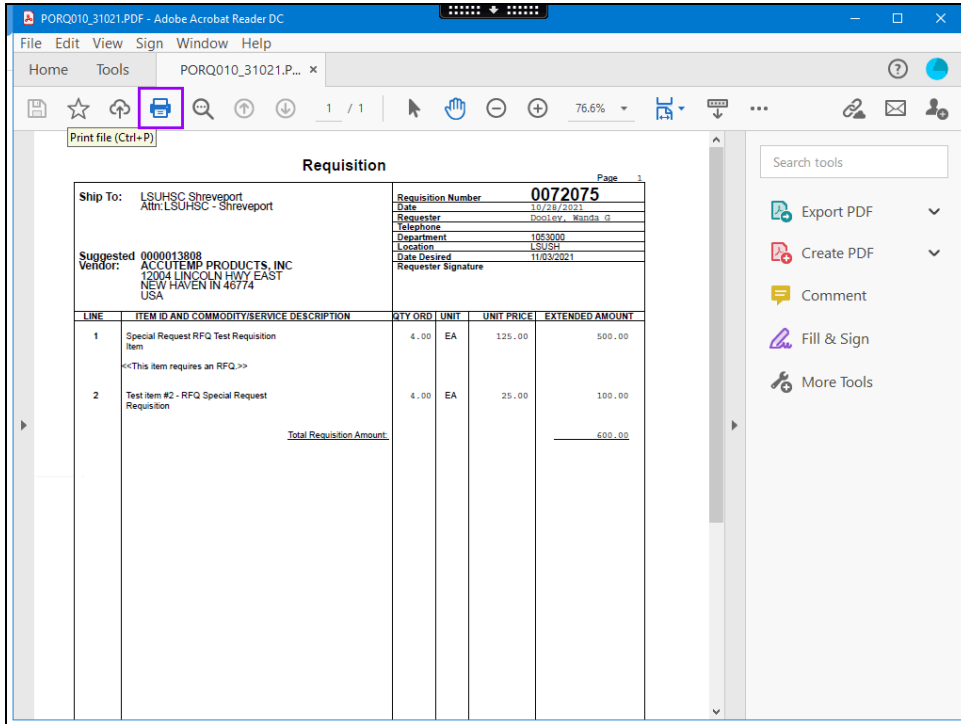 PORQ010_31021.PDF - Adobe Acrobat Reader DC
File Edit View Sign Window Help
Home Tools PORQ010_31021.P... ×
1 / 1 76.6%
Print file (Ctrl+P)
Requisition
Page 1
Ship To: LSUHSC Shreveport
Attn:LSUHSC - Shreveport
Requisition Number 0072075
Date 10/28/2021
Requester Dooley, Wanda G
Telephone
Department 1053000
Location LSUSH
Date Desired 11/03/2021
Requester Signature
Suggested 0000013808
Vendor: ACCUTEMP PRODUCTS, INC
12004 LINCOLN HWY EAST
NEW HAVEN IN 46774
USA
LINE ITEM ID AND COMMODITY/SERVICE DESCRIPTION QTY ORD UNIT UNIT PRICE EXTENDED AMOUNT
1 Special Request RFQ Test Requisition 4.00 EA 125.00 500.00
Item
<<This item requires an RFQ.>>
2 Test item #2 - RFQ Special Request 4.00 EA 25.00 100.00
Requisition
Total Requisition Amount: 600.00
Search tools
Export PDF
Create PDF
Comment
Fill & Sign
More Tools